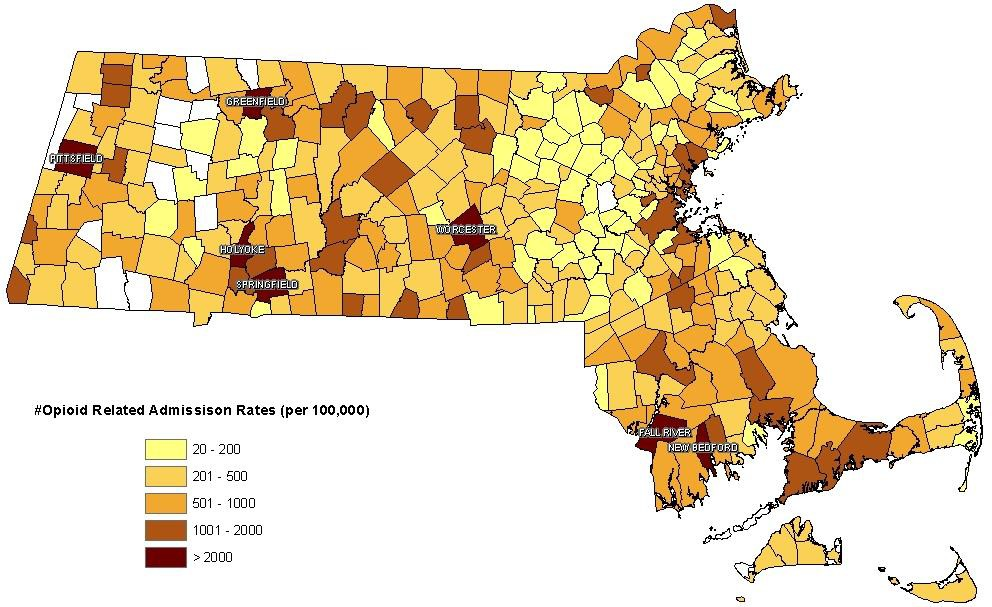 GREENFIELD
PITTSFIELD
WORCESTER
HOLYOKE
SPRINGFIELD
#Opioid Related Admissison Rates (per 100,000)
20 - 200
201 - 500
501 - 1000
1001 - 2000
> 2000
FALL RIVER
NEW BEDFORD